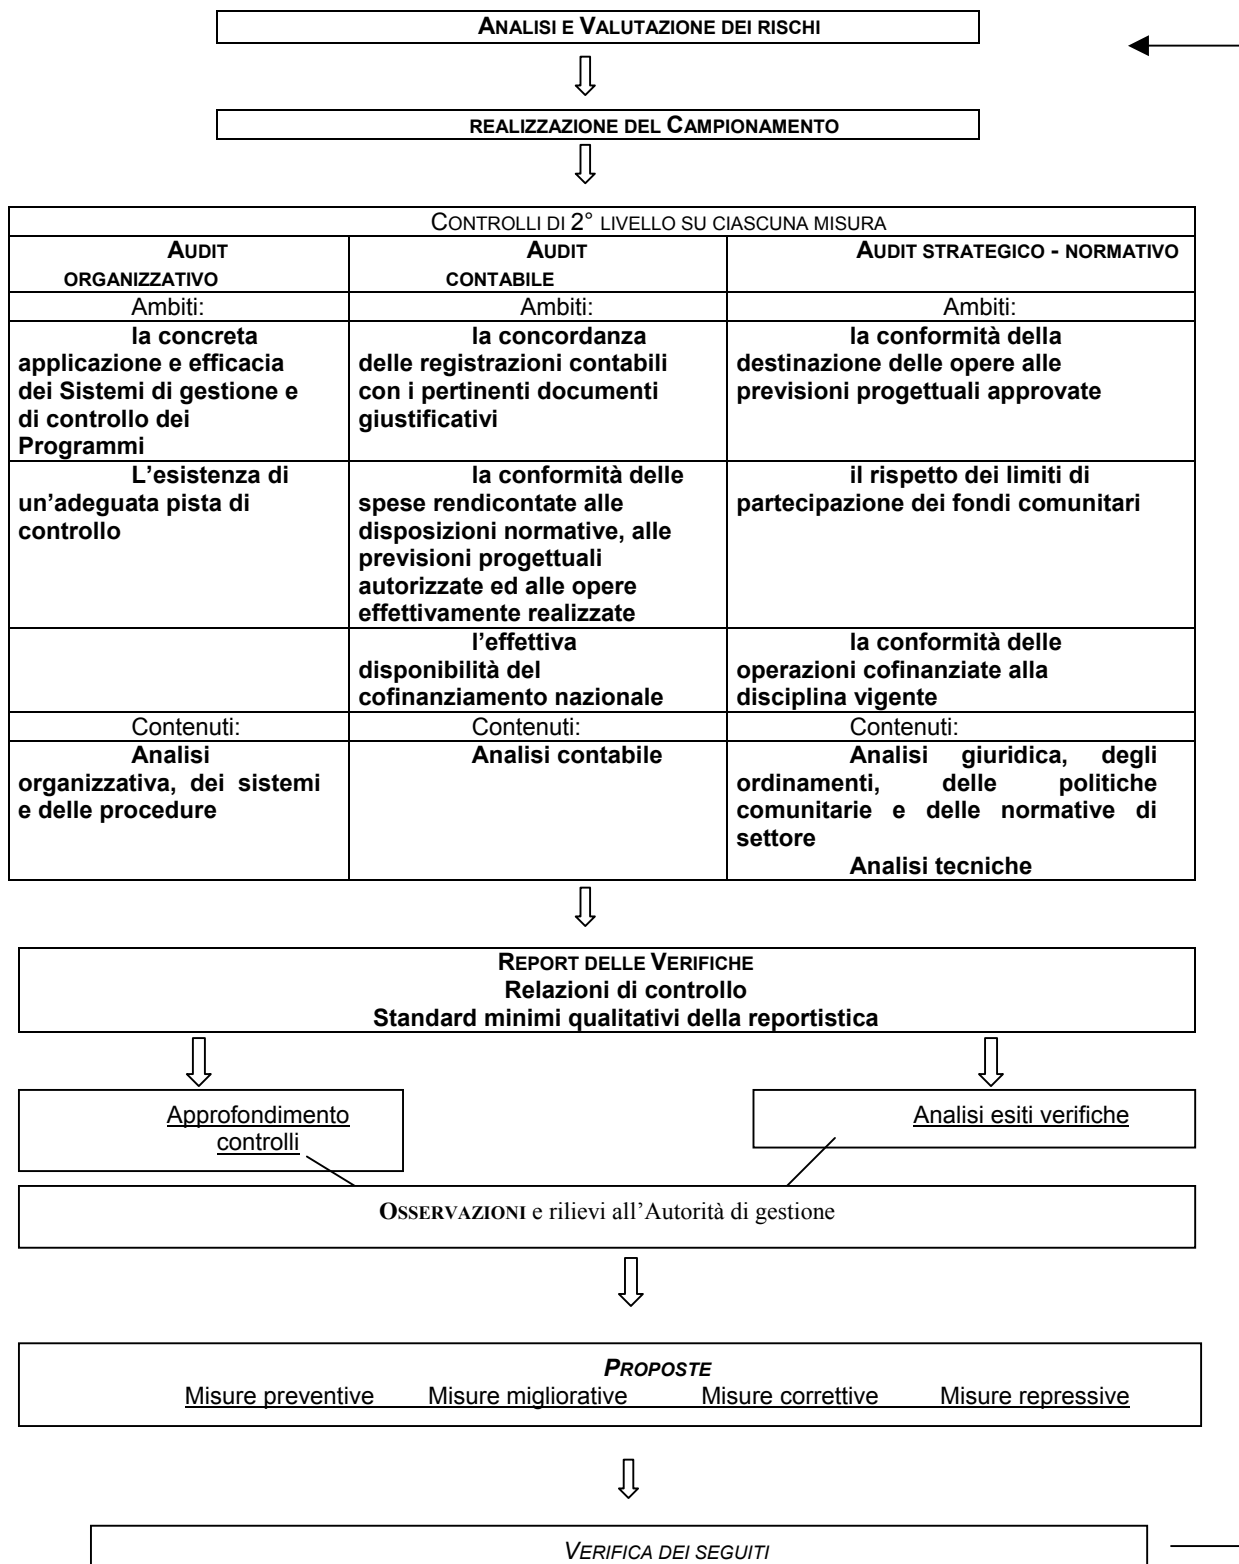 ANALISI E VALUTAZIONE DEI RISCHI
REALIZZAZIONE DEL CAMPIONAMENTO
CONTROLLI DI 2° LIVELLO SU CIASCUNA MISURA
AUDIT
ORGANIZZATIVO
AUDIT
CONTABILE
AUDIT STRATEGICO - NORMATIVO
Ambiti:
Ambiti:
Ambiti:
la concreta
applicazione e efficacia
dei Sistemi di gestione e
di controllo dei
Programmi
la concordanza
delle registrazioni contabili
con i pertinenti documenti
giustificativi
la conformità della
destinazione delle opere alle
previsioni progettuali approvate
L’esistenza di
un’adeguata pista di
controllo
la conformità delle
spese rendicontate alle
disposizioni normative, alle
previsioni progettuali
autorizzate ed alle opere
effettivamente realizzate
il rispetto dei limiti di
partecipazione dei fondi comunitari
l’effettiva
disponibilità del
cofinanziamento nazionale
la conformità delle
operazioni cofinanziate alla
disciplina vigente
Contenuti:
Contenuti:
Contenuti:
Analisi
organizzativa, dei sistemi
e delle procedure
Analisi contabile
Analisi giuridica, degli
ordinamenti, delle politiche
comunitarie e delle normative di
settore
Analisi tecniche
REPORT DELLE VERIFICHE
Relazioni di controllo
Standard minimi qualitativi della reportistica
Approfondimento
controlli
Analisi esiti verifiche
OSSERVAZIONI e rilievi all’Autorità di gestione
PROPOSTE
Misure preventive Misure migliorative Misure correttive Misure repressive
VERIFICA DEI SEGUITI